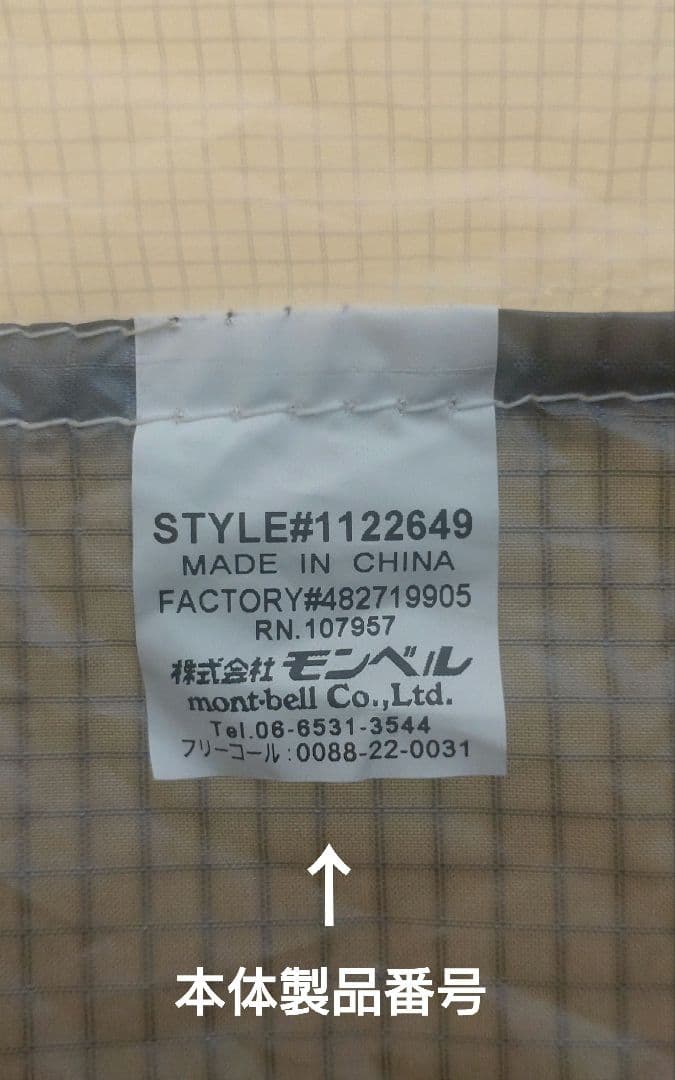 STYLE#1122649
MADE IN CHINA
FACTORY#482719905
RN.107957
株式会社 モンベル
mont-bell Co.,Ltd.
Tel.06-6531-3544
フリーコール:0088-22-0031
↑
本体製品番号